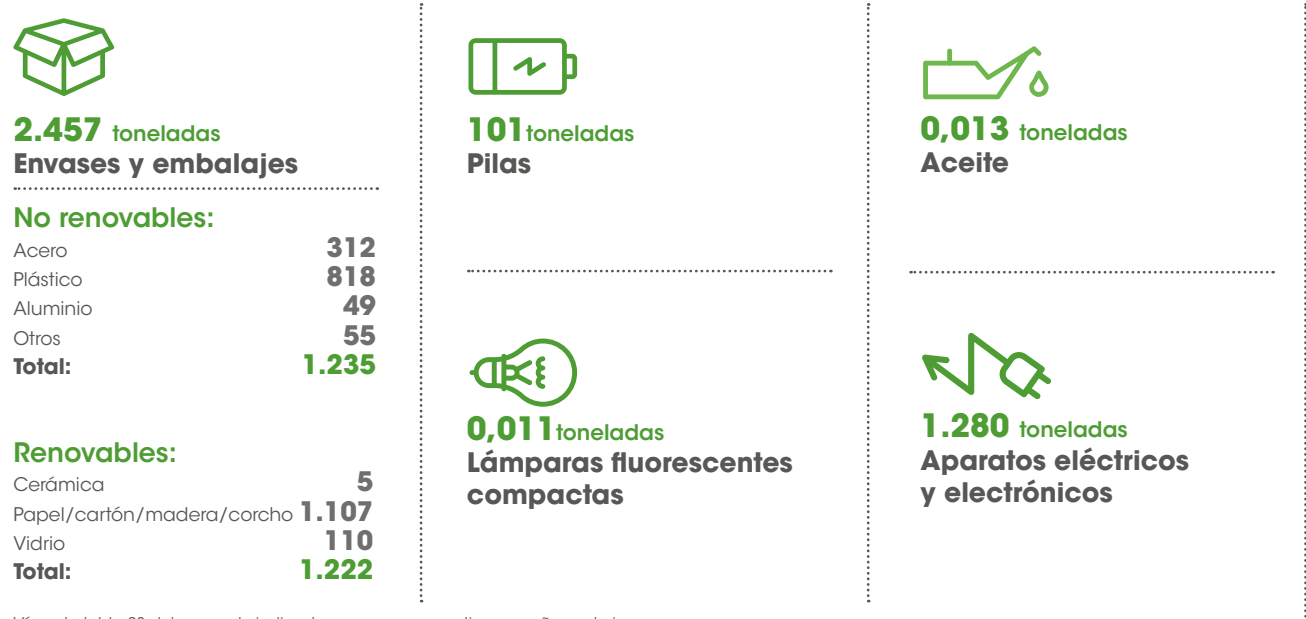 2.457 toneladas
Envases y embalajes
No renovables:
Acero 312
Plástico 818
Aluminio 49
Otros 55
Total: 1.235
Renovables:
Cerámica 5
Papel/cartón/madera/corcho 1.107
Vidrio 110
Total: 1.222
101 toneladas
Pilas
0,011 toneladas
Lámparas fluorescentes
compactas
0,013 toneladas
Aceite
1.280 toneladas
Aparatos eléctricos
y electrónicos